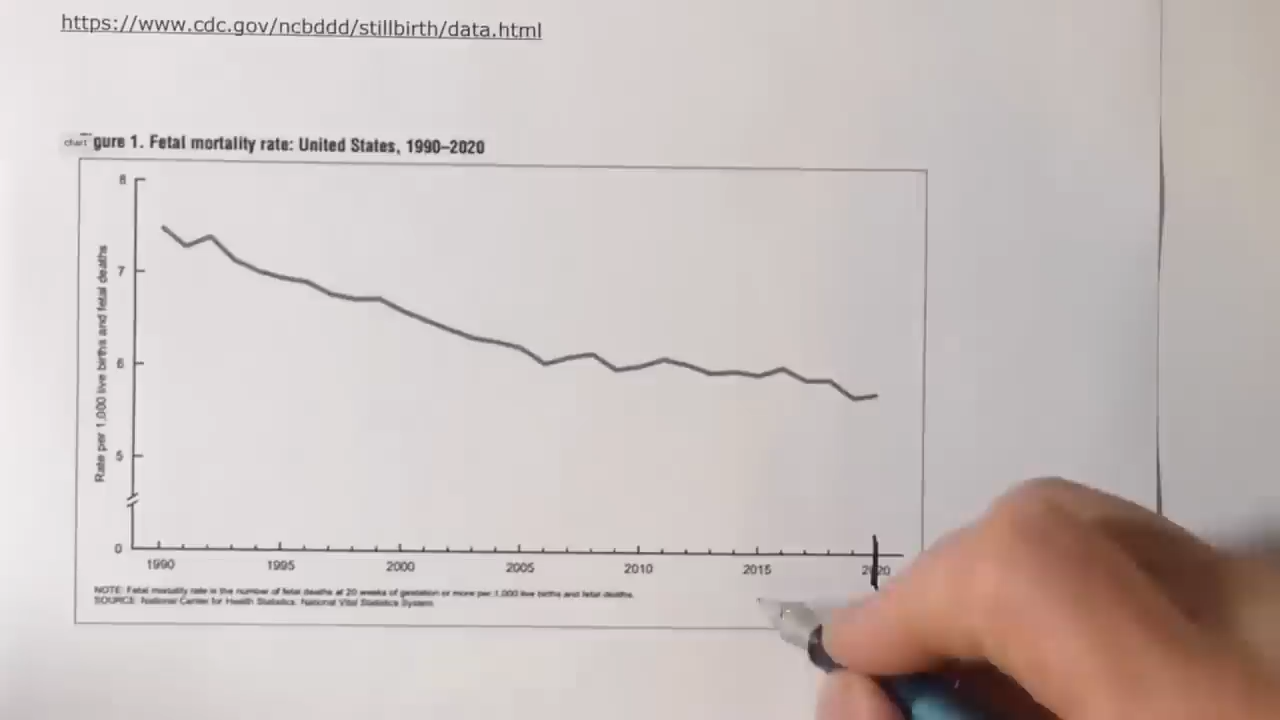 https://www.cdc.gov/ncbddd/stillbirth/data.html
chart gure 1. Fetal mortality rate: United States, 1990–2020
Rate per 1,000 live births and fetal deaths
8
7
6
5
0
1990 1995 2000 2005 2010 2015 2020
NOTE: Fetal mortality rate is the number of fetal deaths at 20 weeks of gestation or more per 1,000 live births and fetal deaths.
SOURCE: National Center for Health Statistics, National Vital Statistics System.